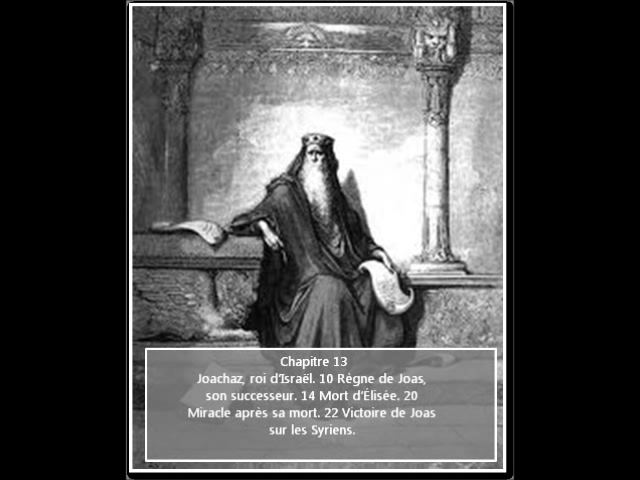 Chapitre 13
Joachaz, roi d'Israël. 10 Règne de Joas,
son successeur. 14 Mort d'Élisée. 20
Miracle après sa mort. 22 Victoire de Joas
sur les Syriens.